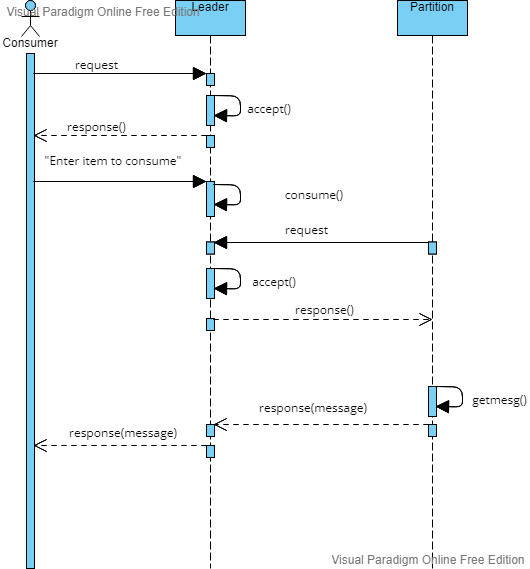 Visual Paradigm Online Free Edition
Leader
Partition
Consumer
request
accept()
response()
"Enter item to consume"
consume()
request
accept()
response()
getmesg()
response(message)
response(message)
Visual Paradigm Online Free Edition